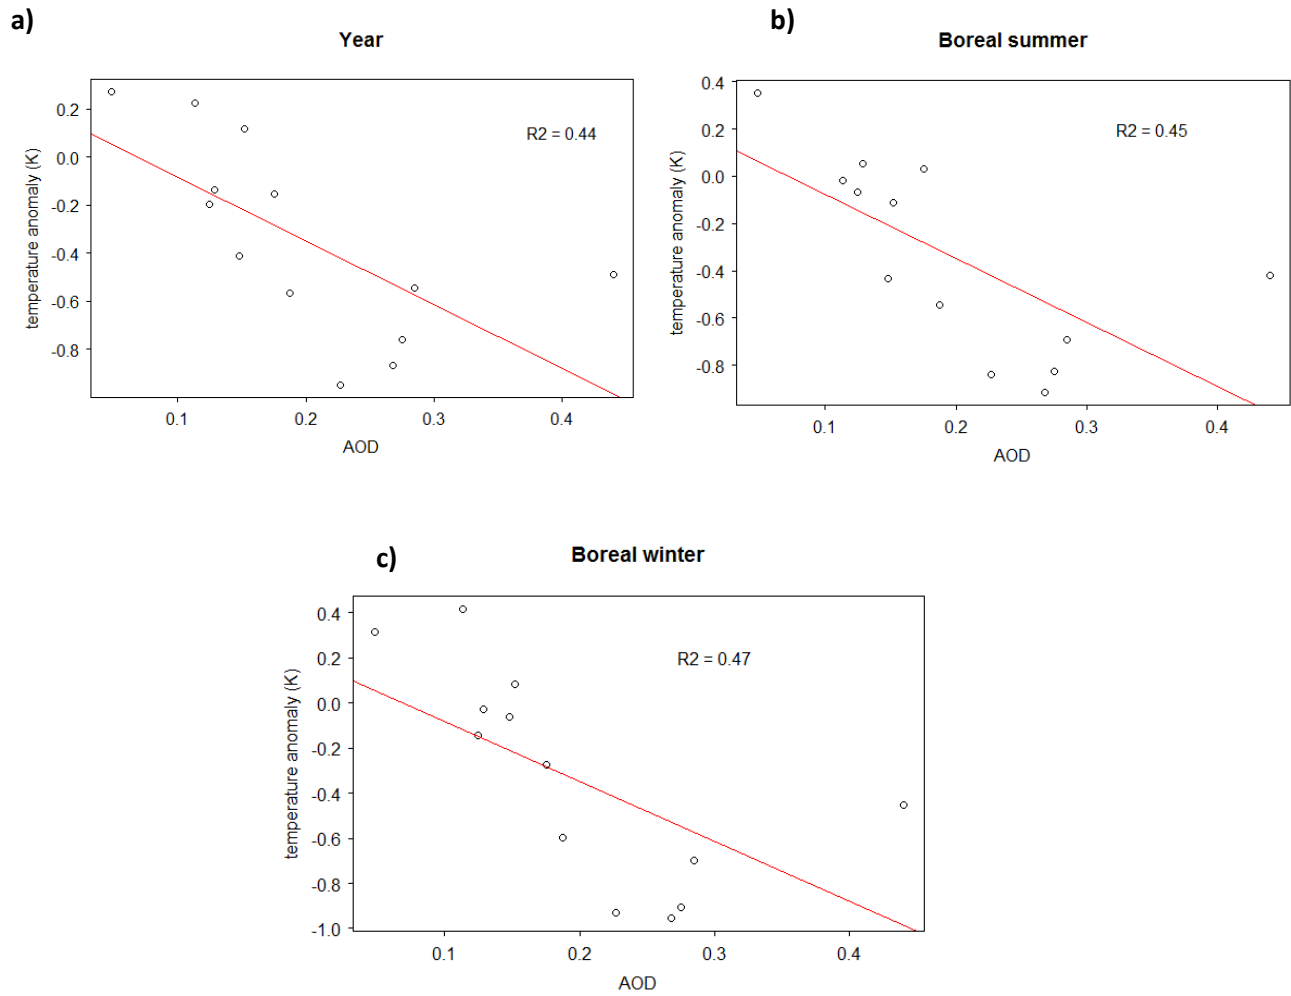 a)
Year
temperature anomaly (K)
0.2
0.0
-0.2
-0.4
-0.6
-0.8
R2 = 0.44
0.1 0.2 0.3 0.4
AOD
b)
Boreal summer
temperature anomaly (K)
0.4
0.2
0.0
-0.2
-0.4
-0.6
-0.8
R2 = 0.45
0.1 0.2 0.3 0.4
AOD
c)
Boreal winter
temperature anomaly (K)
0.4
0.2
0.0
-0.2
-0.4
-0.6
-0.8
-1.0
R2 = 0.47
0.1 0.2 0.3 0.4
AOD